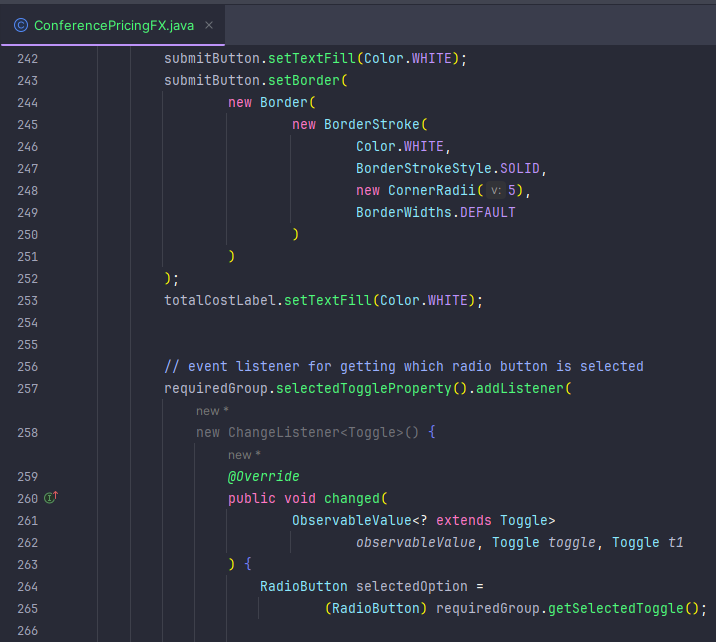 ConferencePricingFX.java ×
242 submitButton.setTextFill(Color.WHITE);
243 submitButton.setBorder(
244 new Border(
245 new BorderStroke(
246 Color.WHITE,
247 BorderStrokeStyle.SOLID,
248 new CornerRadii( v: 5),
249 BorderWidths.DEFAULT
250 )
251 )
252 );
253 totalCostLabel.setTextFill(Color.WHITE);
254
255
256 // event listener for getting which radio button is selected
257 requiredGroup.selectedToggleProperty().addListener(
new *
258 new ChangeListener<Toggle>() {
new *
259 @Override
260 public void changed(
261 ObservableValue<? extends Toggle>
262 observableValue, Toggle toggle, Toggle t1
263 ) {
264 RadioButton selectedOption =
265 (RadioButton) requiredGroup.getSelectedToggle();
266